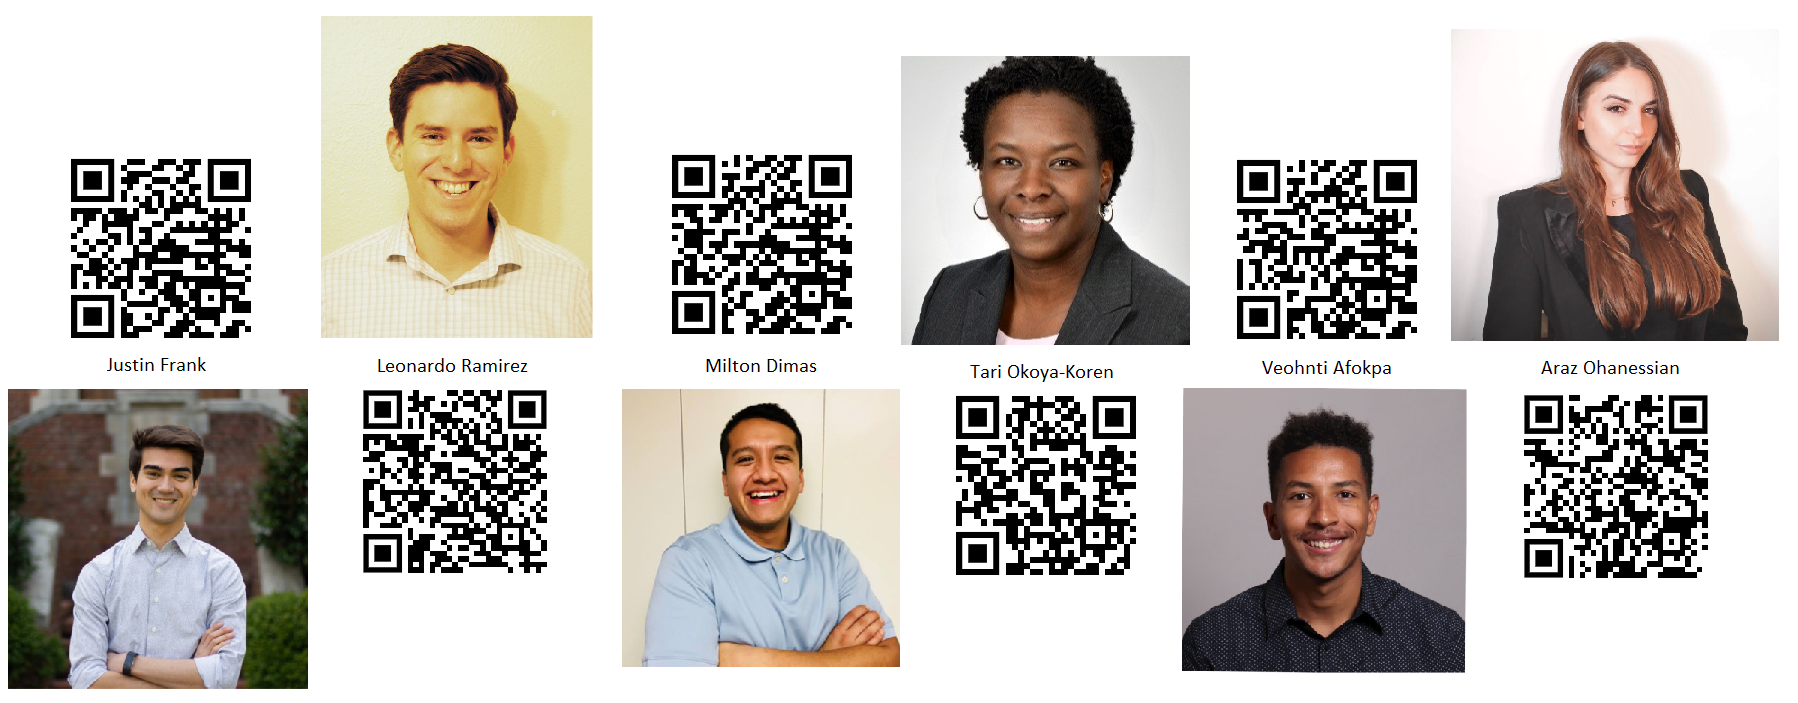 Justin Frank
Leonardo Ramirez
Milton Dimas
Tari Okoya-Koren
Veohnti Afokpa
Araz Ohanessian